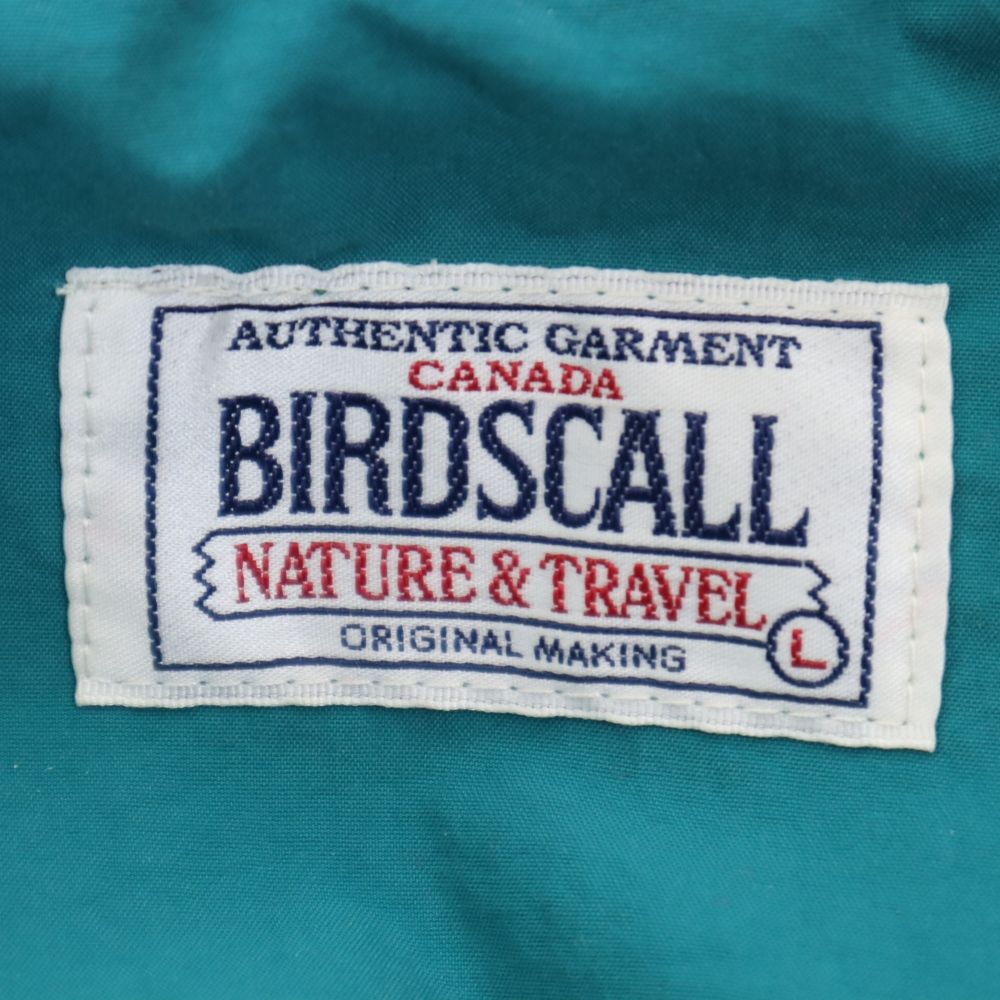 AUTHENTIC GARMENT
CANADA
BIRDSCALL
NATURE & TRAVEL
L
ORIGINAL MAKING